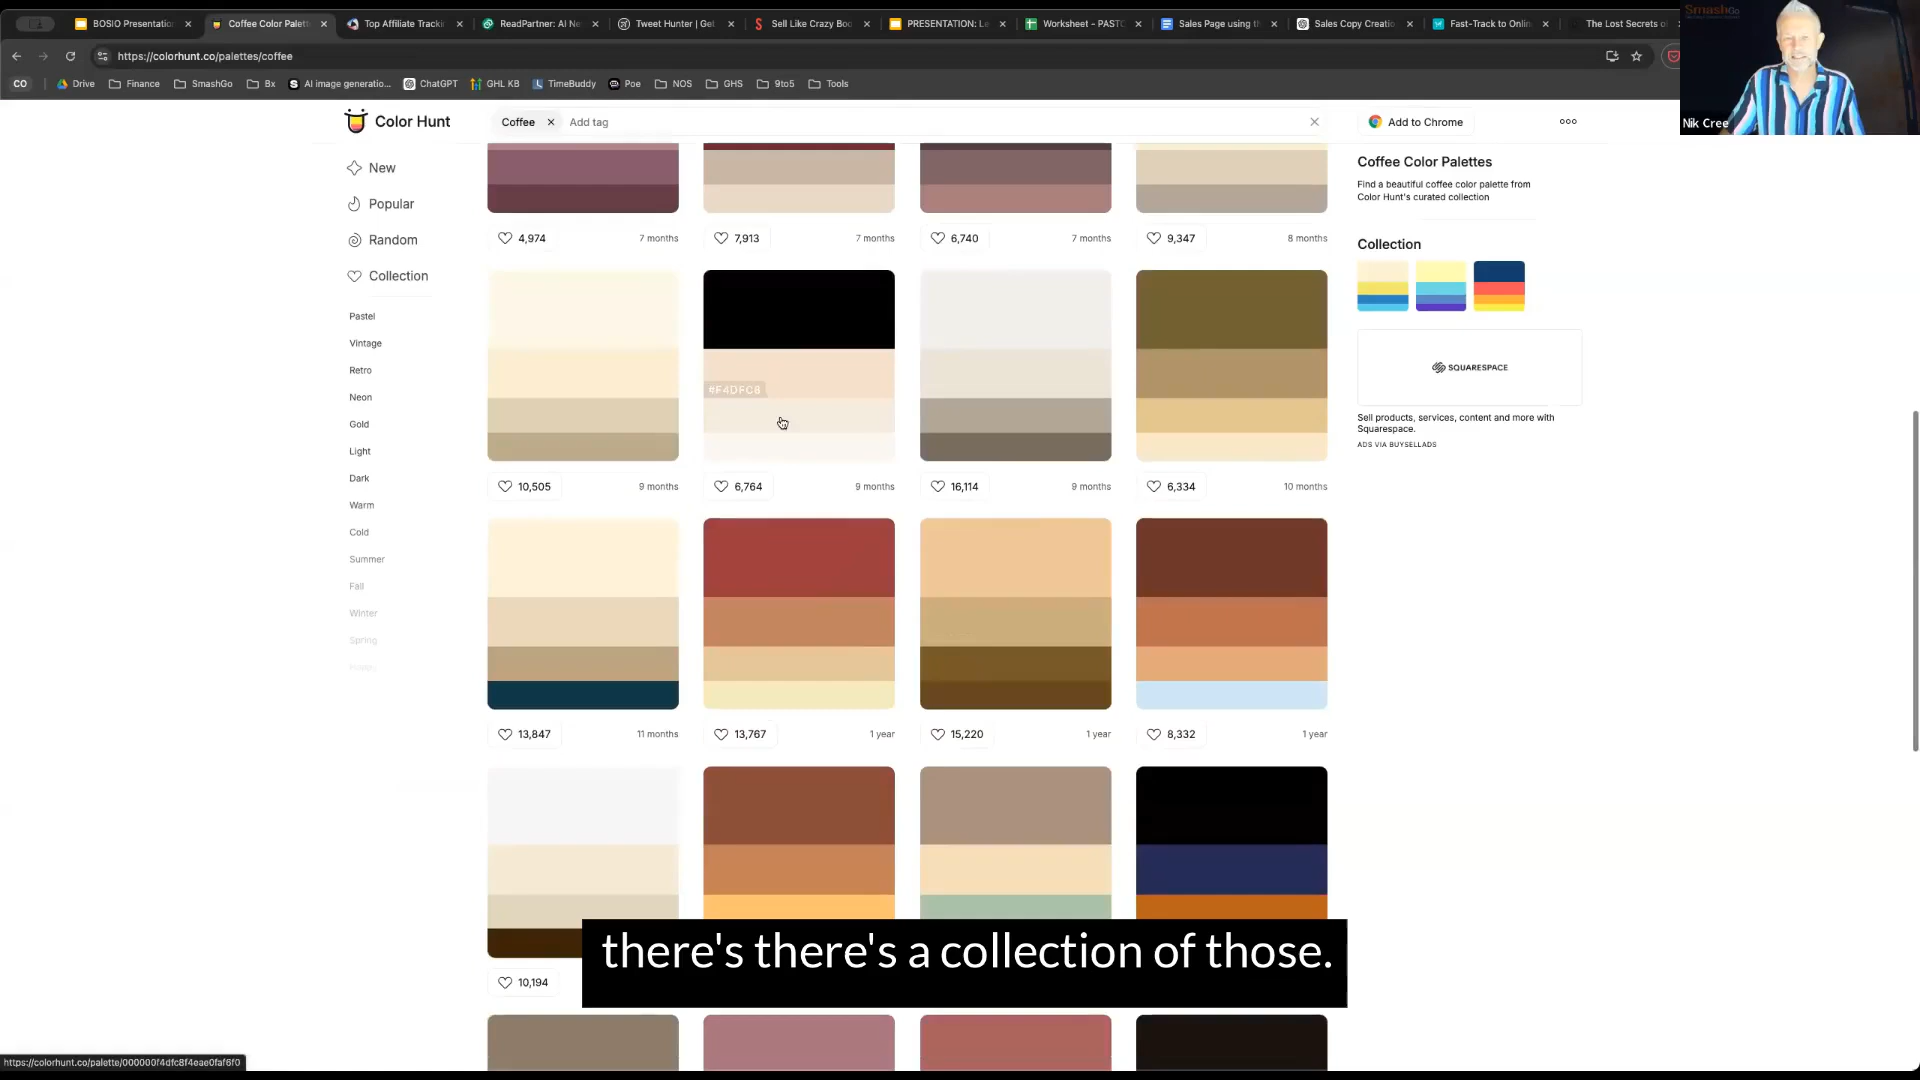 BOSIO Presentation
Coffee Color Palett
Top Affiliate Tracki
ReadPartner: AI Ne
Tweet Hunter | Get
Sell Like Crazy Boo
PRESENTATION: Le
Worksheet - PASTO
Sales Page using th
Sales Copy Creatio
Fast-Track to Onlin
The Lost Secrets of
https://colorhunt.co/palettes/coffee
CO
Drive
Finance
SmashGo
Bx
AI image generatio...
ChatGPT
GHL KB
TimeBuddy
Poe
NOS
GHS
9to5
Tools
SmashGo
Nik Cree
Color Hunt
Coffee
Add tag
Add to Chrome
New
Popular
Random
Collection
Pastel
Vintage
Retro
Neon
Gold
Light
Dark
Warm
Cold
Summer
Fall
Winter
Spring
Happy
4,974
7 months
7,913
7 months
6,740
7 months
9,347
8 months
#F4DFC8
10,505
9 months
6,764
9 months
16,114
9 months
6,334
10 months
13,847
11 months
13,767
1 year
15,220
1 year
8,332
1 year
10,194
Coffee Color Palettes
Find a beautiful coffee color palette from
Color Hunt's curated collection
Collection
SQUARESPACE
Sell products, services, content and more with
Squarespace.
ADS VIA BUYSELLADS
there's there's a collection of those.
https://colorhunt.co/palette/000000f4dfc8f4eae0faf6f0